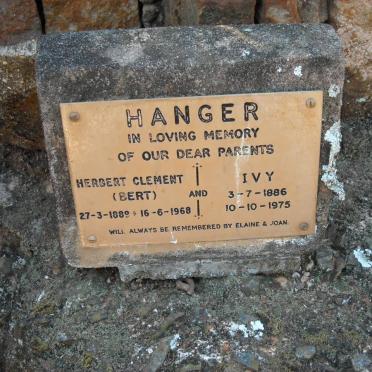 HANGER
IN LOVING MEMORY
OF OUR DEAR PARENTS
HERBERT CLEMENT IVY
(BERT) AND 3-7-1886
27-3-1889 16-6-1968 10-10-1975
WILL ALWAYS BE REMEMBERED BY ELAINE & JOAN.